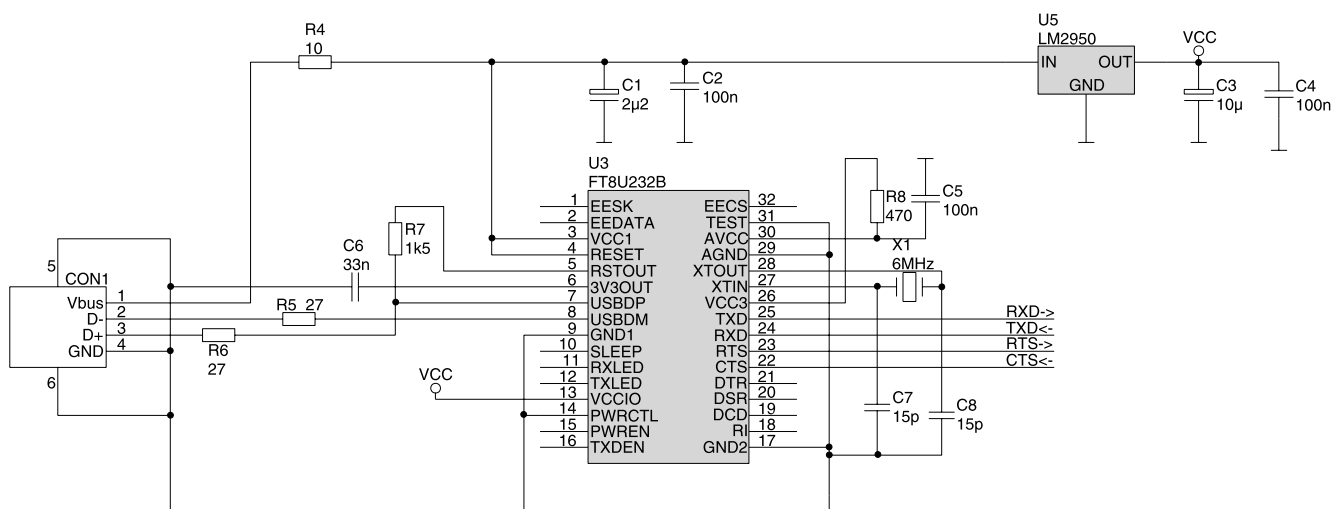 R4
10
U5
LM2950
IN OUT
GND
VCC
C1
2µ2
C2
100n
C3
10µ
C4
100n
U3
FT8U232B
1 EESK
2 EEDATA
3 VCC1
4 RESET
5 RSTOUT
6 3V3OUT
7 USBDP
8 USBDM
9 GND1
10 SLEEP
11 RXLED
12 TXLED
13 VCCIO
14 PWRCTL
15 PWREN
16 TXDEN
EECS 32
TEST 31
AVCC 30
AGND 29
XTOUT 28
XTIN 27
VCC3 26
TXD 25
RXD 24
RTS 23
CTS 22
DTR 21
DSR 20
DCD 19
RI 18
GND2 17
R8
470
C5
100n
X1
6MHz
R7
1k5
C6
33n
5
CON1
Vbus 1
D- 2
D+ 3
GND 4
6
R5 27
R6
27
VCC
RXD->
TXD<-
RTS->
CTS<-
C7
15p
C8
15p